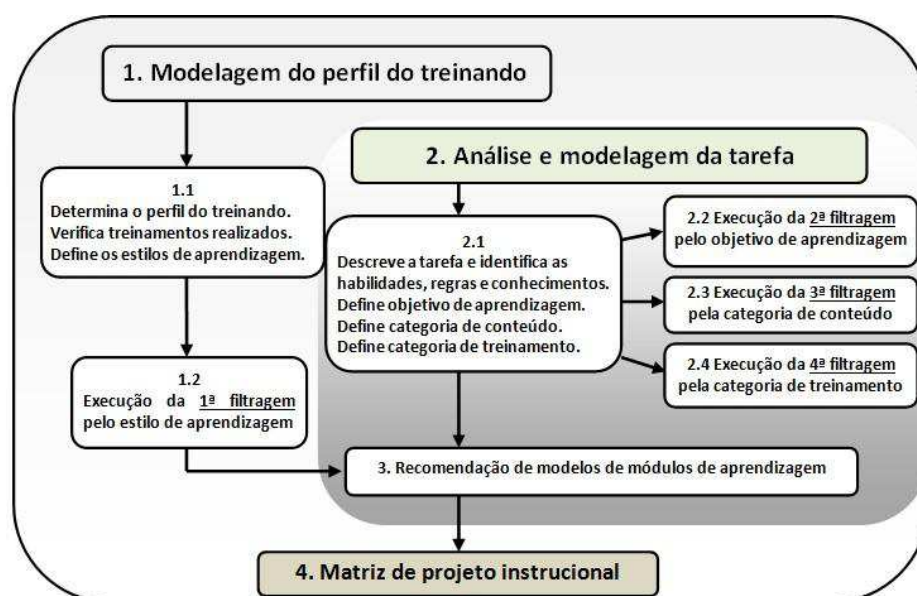 1. Modelagem do perfil do treinando
2. Análise e modelagem da tarefa
1.1
Determina o perfil do treinando.
Verifica treinamentos realizados.
Define os estilos de aprendizagem.
2.1
Descreve a tarefa e identifica as
habilidades, regras e conhecimentos.
Define objetivo de aprendizagem.
Define categoria de conteúdo.
Define categoria de treinamento.
2.2 Execução da 2ª filtragem
pelo objetivo de aprendizagem
2.3 Execução da 3ª filtragem
pela categoria de conteúdo
2.4 Execução da 4ª filtragem
pela categoria de treinamento
1.2
Execução da 1ª filtragem
pelo estilo de aprendizagem
3. Recomendação de modelos de módulos de aprendizagem
4. Matriz de projeto instrucional